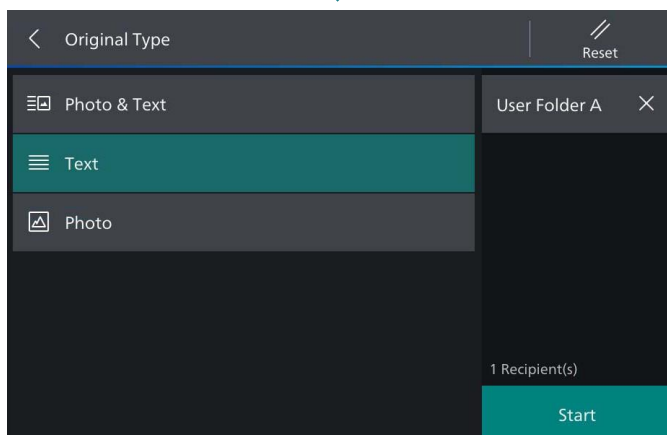 Original Type
Reset
Photo & Text
Text
Photo
User Folder A
1 Recipient(s)
Start